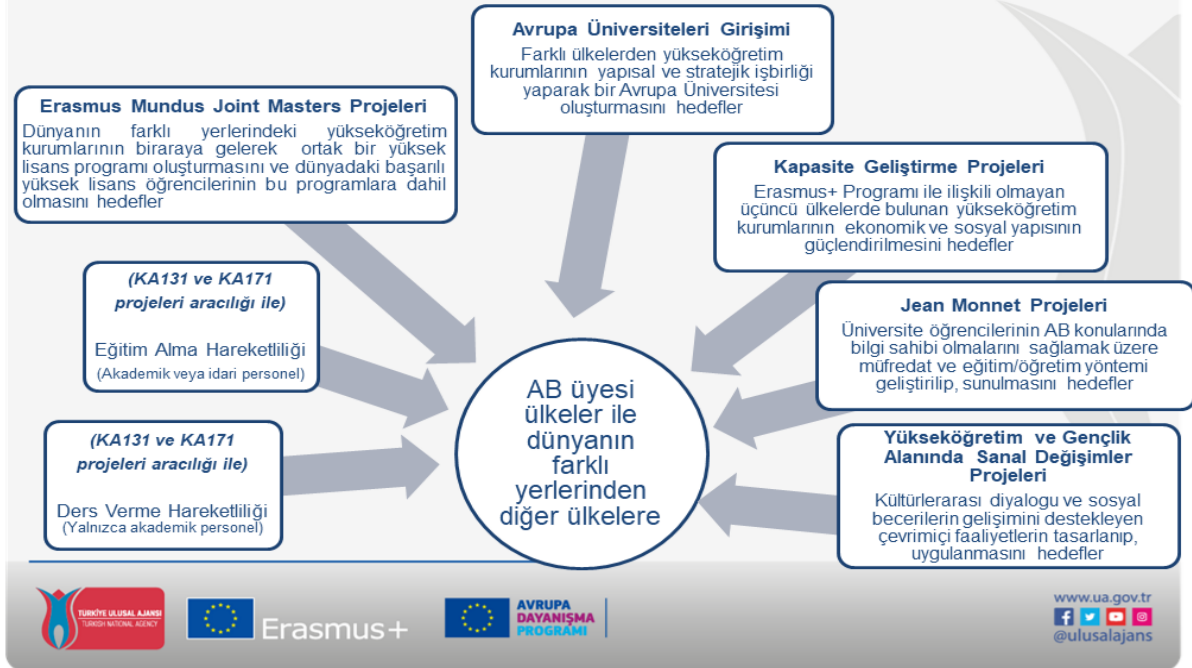 Avrupa Üniversiteleri Girişimi
Farklı ülkelerden yükseköğretim
kurumlarının yapısal ve stratejik işbirliği
yaparak bir Avrupa Üniversitesi
oluşturmasını hedefler
Erasmus Mundus Joint Masters Projeleri
Dünyanın farklı yerlerindeki yükseköğretim
kurumlarının biraraya gelerek ortak bir yüksek
lisans programı oluşturmasını ve dünyadaki başarılı
yüksek lisans öğrencilerinin bu programlara dahil
olmasını hedefler
Kapasite Geliştirme Projeleri
Erasmus+ Programı ile ilişkili olmayan
üçüncü ülkelerde bulunan yükseköğretim
kurumlarının ekonomik ve sosyal yapısının
güçlendirilmesini hedefler
(KA131 ve KA171
projeleri aracılığı ile)
Eğitim Alma Hareketliliği
(Akademik veya idari personel)
Jean Monnet Projeleri
Üniversite öğrencilerinin AB konularında
bilgi sahibi olmalarını sağlamak üzere
müfredat ve eğitim/öğretim yöntemi
geliştirilip, sunulmasını hedefler
AB üyesi
ülkeler ile
dünyanın
farklı
yerlerinden
diğer ülkelere
(KA131 ve KA171
projeleri aracılığı ile)
Ders Verme Hareketliliği
(Yalnızca akademik personel)
Yükseköğretim ve Gençlik
Alanında Sanal Değişimler
Projeleri
Kültürlerarası diyalogu ve sosyal
becerilerin gelişimini destekleyen
çevrimiçi faaliyetlerin tasarlanıp,
uygulanmasını hedefler
TÜRKİYE ULUSAL AJANSI
TURKISH NATIONAL AGENCY
Erasmus+
AVRUPA
DAYANIŞMA
PROGRAMI
www.ua.gov.tr
@ulusalajans